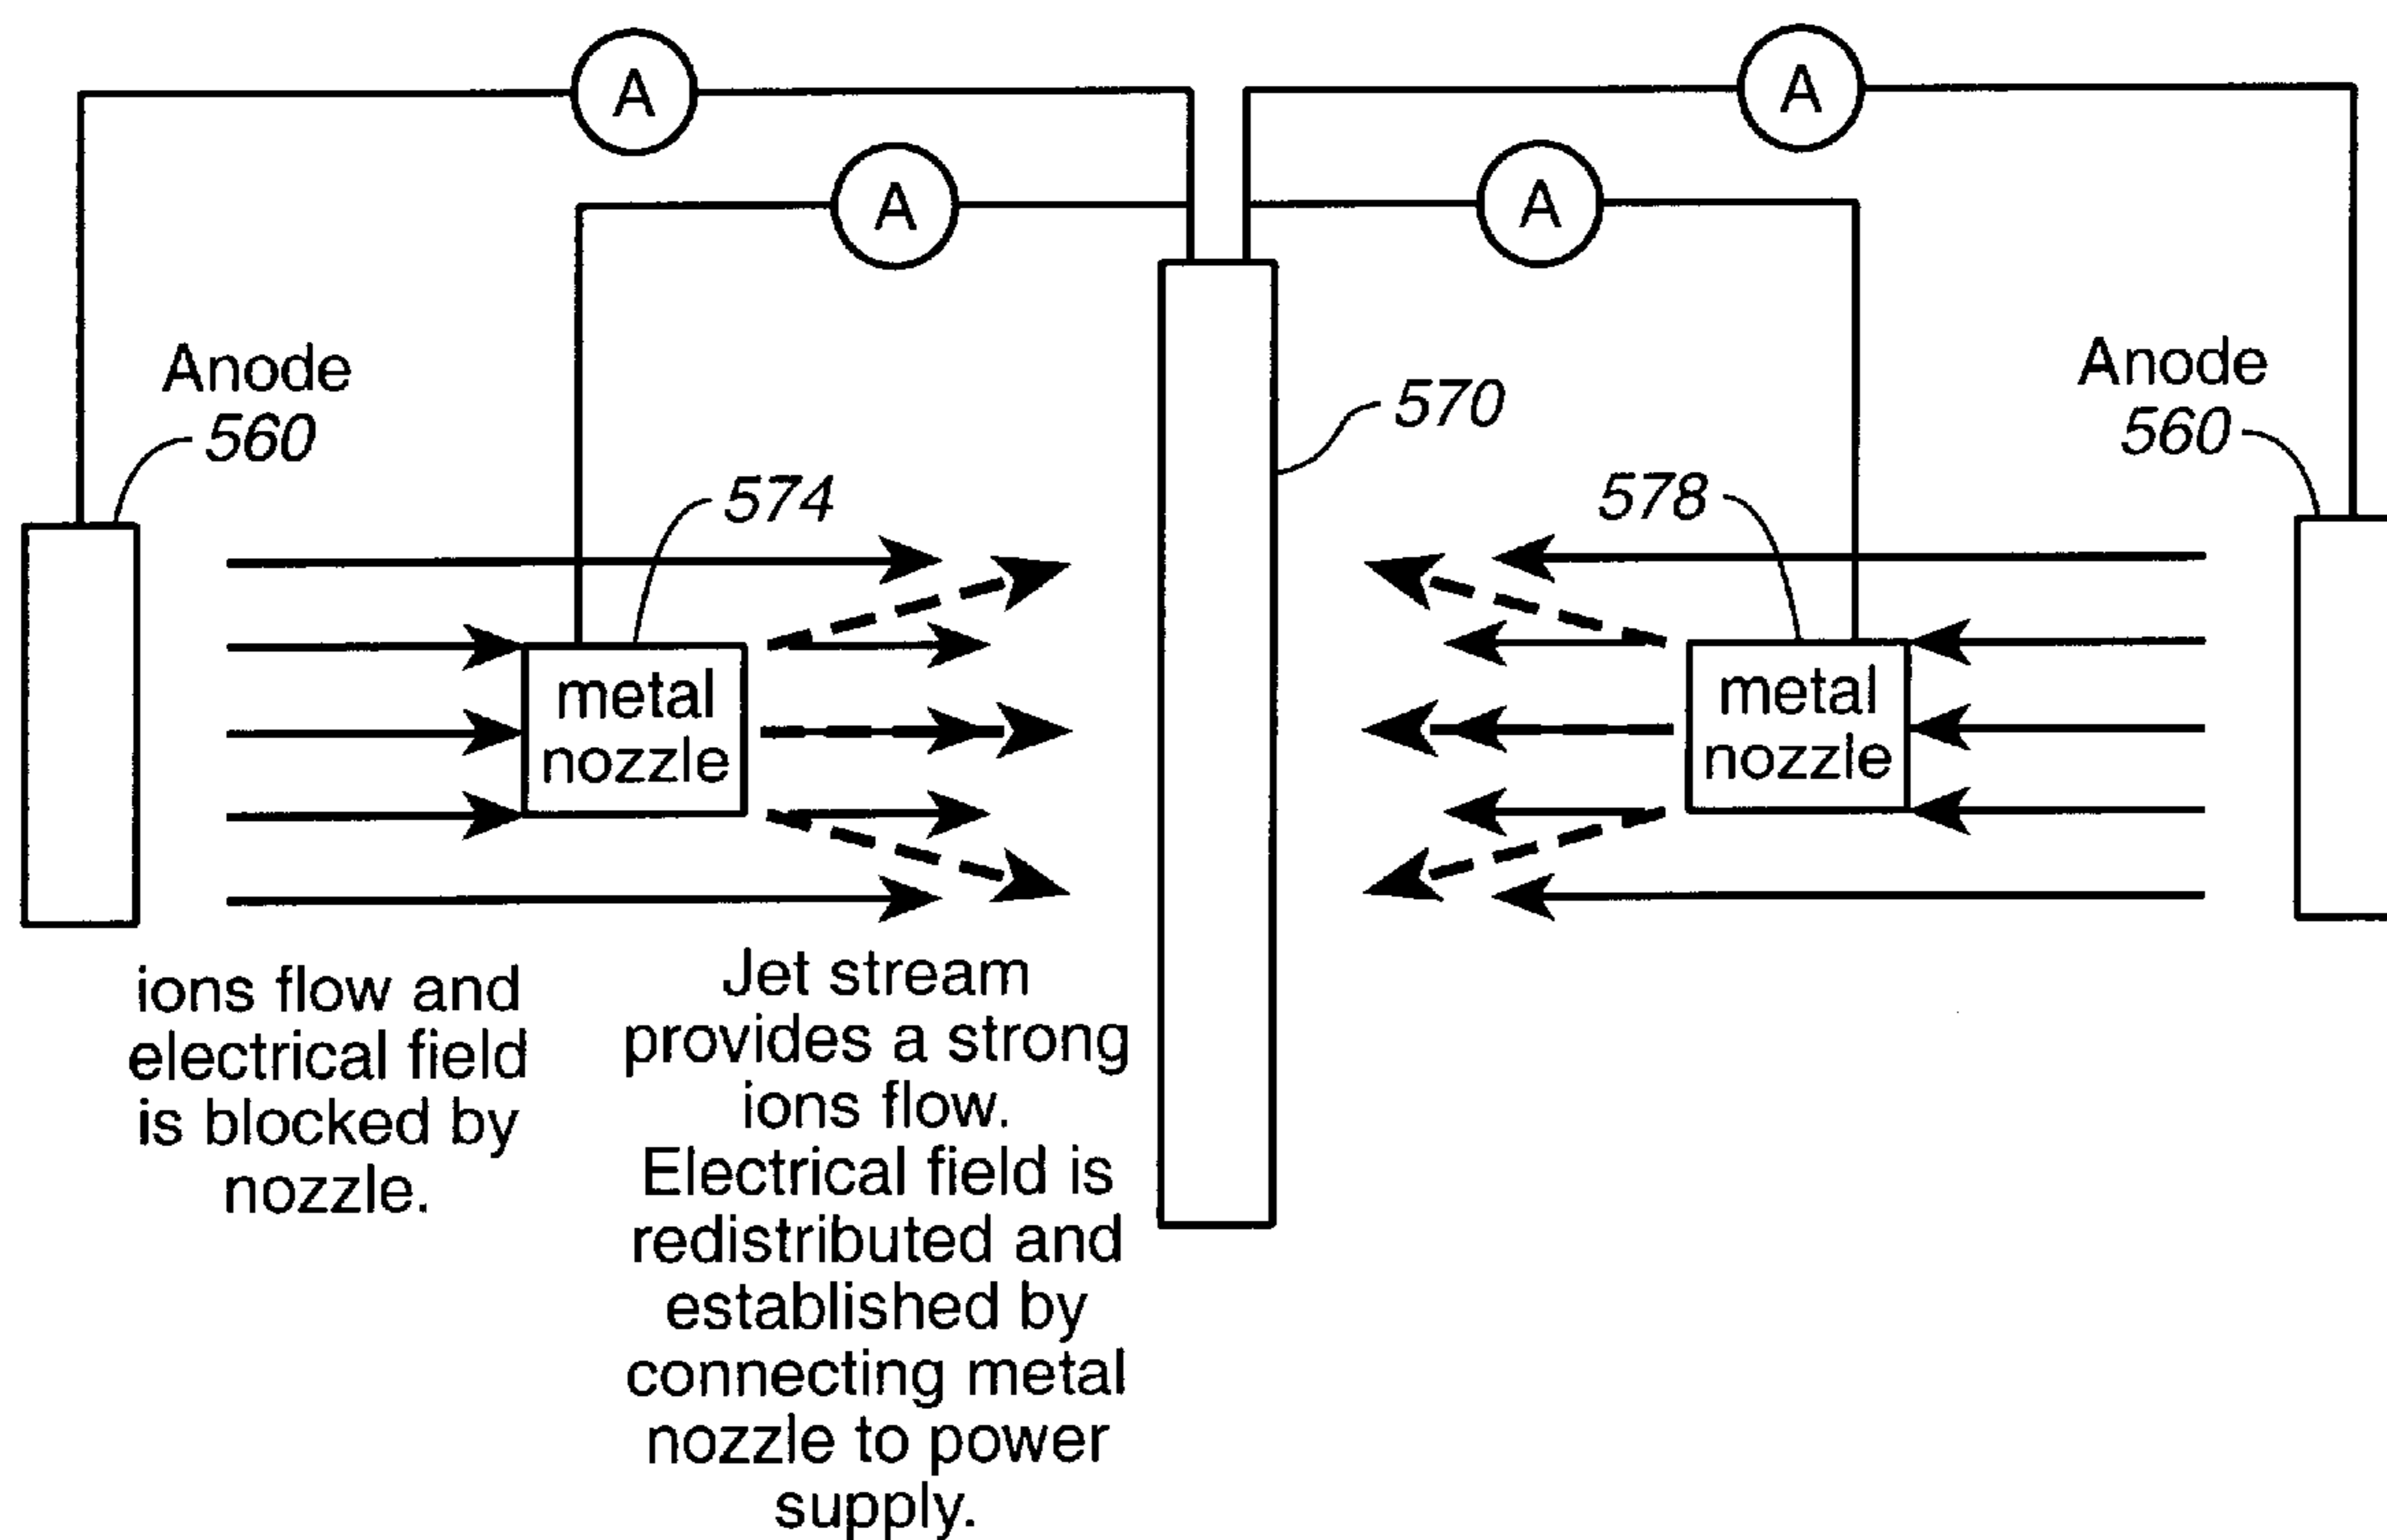 A
A
A
A
Anode
560
570
Anode
560
574
578
metal
nozzle
metal
nozzle
ions flow and
electrical field
is blocked by
nozzle.
Jet stream
provides a strong
ions flow.
Electrical field is
redistributed and
established by
connecting metal
nozzle to power
supply.